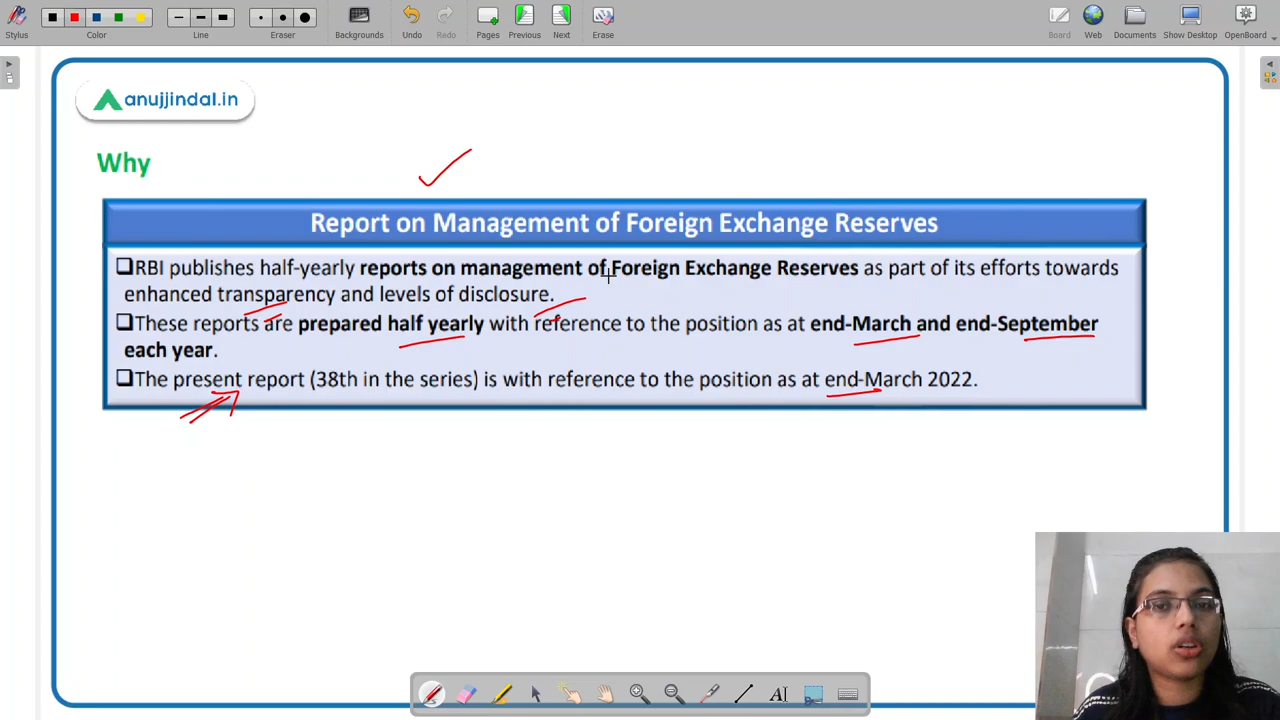 Stylus
Color
Line
Eraser
Backgrounds
Undo
Redo
Pages
Previous
Next
Erase
Board
Web
Documents
Show Desktop
OpenBoard
anujjindal.in
Why
Report on Management of Foreign Exchange Reserves
RBI publishes half-yearly reports on management of Foreign Exchange Reserves as part of its efforts towards
enhanced transparency and levels of disclosure.
These reports are prepared half yearly with reference to the position as at end-March and end-September
each year.
The present report (38th in the series) is with reference to the position as at end-March 2022.